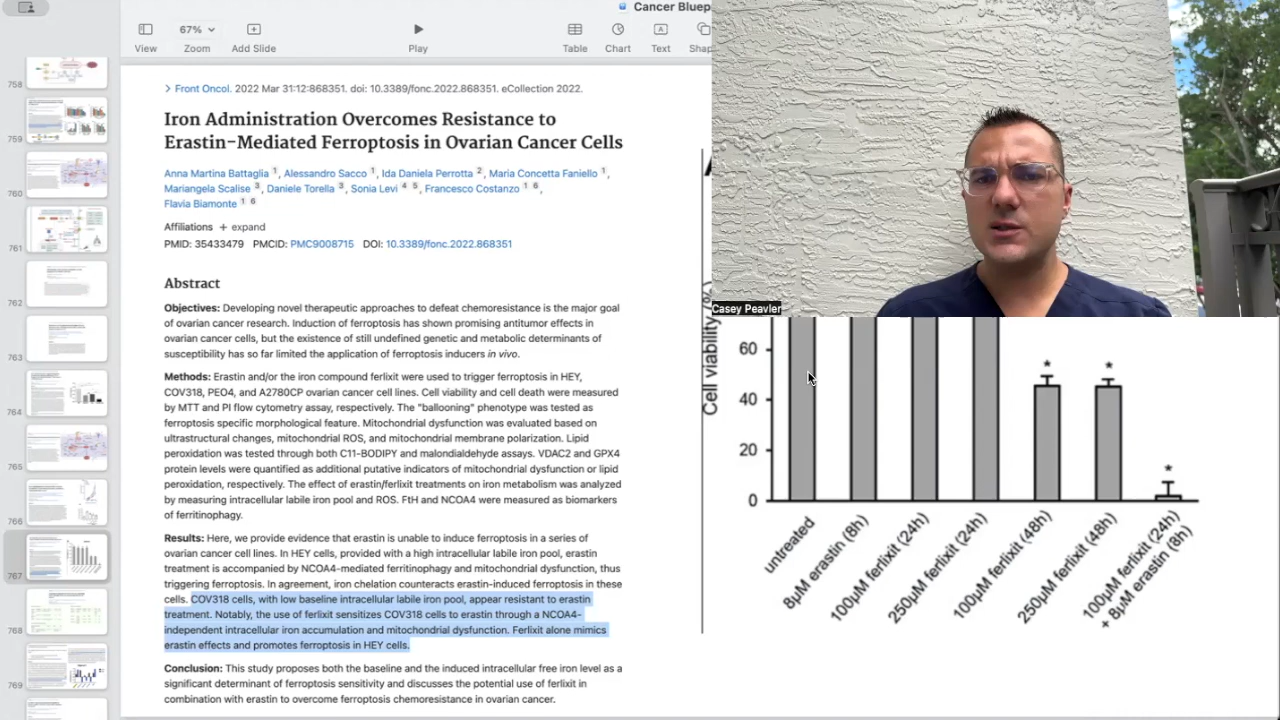 Cancer Bluep
67%
View
Zoom
Add Slide
Play
Table
Chart
Text
Shap
> Front Oncol. 2022 Mar 31:12:868351. doi: 10.3389/fonc.2022.868351. eCollection 2022.
Iron Administration Overcomes Resistance to
Erastin-Mediated Ferroptosis in Ovarian Cancer Cells
Anna Martina Battaglia 1, Alessandro Sacco 1, Ida Daniela Perrotta 2, Maria Concetta Faniello 1,
Mariangela Scalise 3, Daniele Torella 3, Sonia Levi 4 5, Francesco Costanzo 1 6,
Flavia Biamonte 1 6
Affiliations + expand
PMID: 35433479 PMCID: PMC9008715 DOI: 10.3389/fonc.2022.868351
Abstract
Objectives: Developing novel therapeutic approaches to defeat chemoresistance is the major goal
of ovarian cancer research. Induction of ferroptosis has shown promising antitumor effects in
ovarian cancer cells, but the existence of still undefined genetic and metabolic determinants of
susceptibility has so far limited the application of ferroptosis inducers in vivo.
Methods: Erastin and/or the iron compound ferlixit were used to trigger ferroptosis in HEY,
COV318, PEO4, and A2780CP ovarian cancer cell lines. Cell viability and cell death were measured
by MTT and PI flow cytometry assay, respectively. The "ballooning" phenotype was tested as
ferroptosis specific morphological feature. Mitochondrial dysfunction was evaluated based on
ultrastructural changes, mitochondrial ROS, and mitochondrial membrane polarization. Lipid
peroxidation was tested through both C11-BODIPY and malondialdehyde assays. VDAC2 and GPX4
protein levels were quantified as additional putative indicators of mitochondrial dysfunction or lipid
peroxidation, respectively. The effect of erastin/ferlixit treatments on iron metabolism was analyzed
by measuring intracellular labile iron pool and ROS. FtH and NCOA4 were measured as biomarkers
of ferritinophagy.
Results: Here, we provide evidence that erastin is unable to induce ferroptosis in a series of
ovarian cancer cell lines. In HEY cells, provided with a high intracellular labile iron pool, erastin
treatment is accompanied by NCOA4-mediated ferritinophagy and mitochondrial dysfunction, thus
triggering ferroptosis. In agreement, iron chelation counteracts erastin-induced ferroptosis in these
cells. COV318 cells, with low baseline intracellular labile iron pool, appear resistant to erastin
treatment. Notably, the use of ferlixit sensitizes COV318 cells to erastin through a NCOA4-
independent intracellular iron accumulation and mitochondrial dysfunction. Ferlixit alone mimics
erastin effects and promotes ferroptosis in HEY cells.
Conclusion: This study proposes both the baseline and the induced intracellular free iron level as a
significant determinant of ferroptosis sensitivity and discusses the potential use of ferlixit in
combination with erastin to overcome ferroptosis chemoresistance in ovarian cancer.
758
759
760
761
762
763
764
765
766
767
768
769
Casey Peavler
Cell viability (%)
60
40
20
0
* * *
untreated
8µM erastin (8h)
100µM ferlixit (24h)
250µM ferlixit (24h)
100µM ferlixit (48h)
250µM ferlixit (48h)
100µM ferlixit (24h)
+ 8µM erastin (8h)